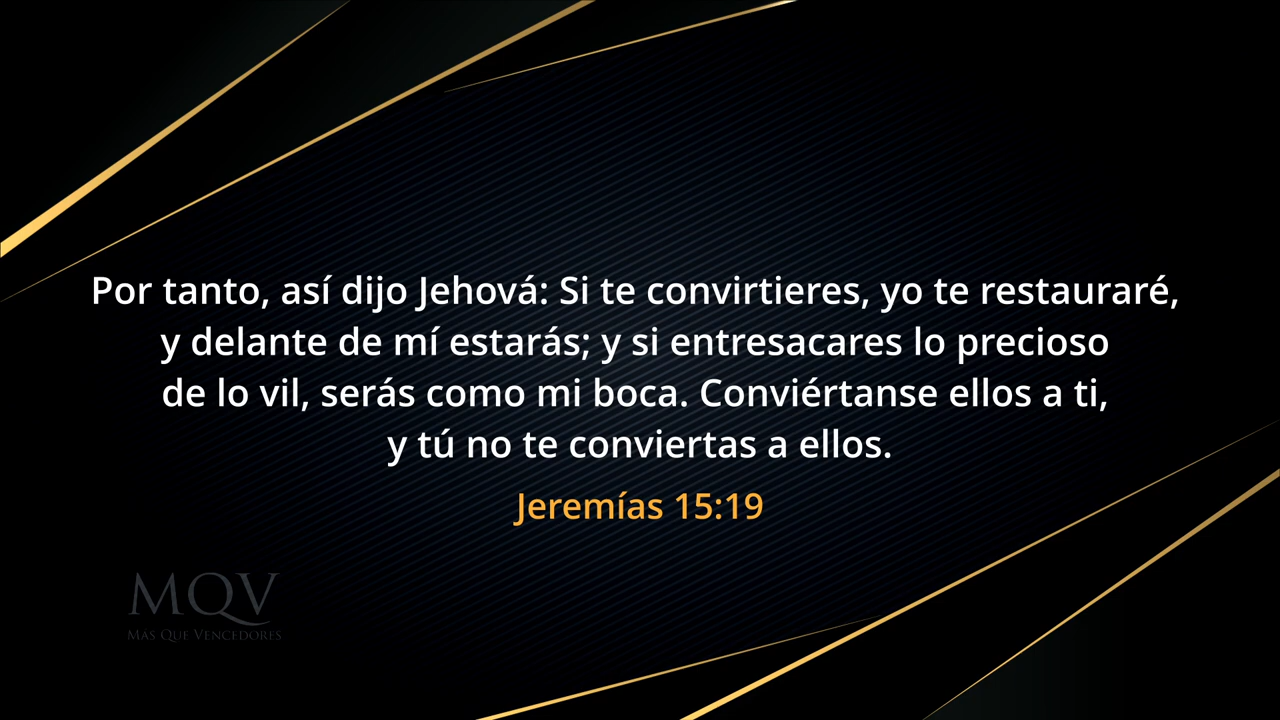 Por tanto, así dijo Jehová: Si te convirtieres, yo te restauraré,
y delante de mí estarás; y si entresacares lo precioso
de lo vil, serás como mi boca. Conviértanse ellos a ti,
y tú no te conviertas a ellos.
Jeremías 15:19
MQV
Mas Que Vencedores